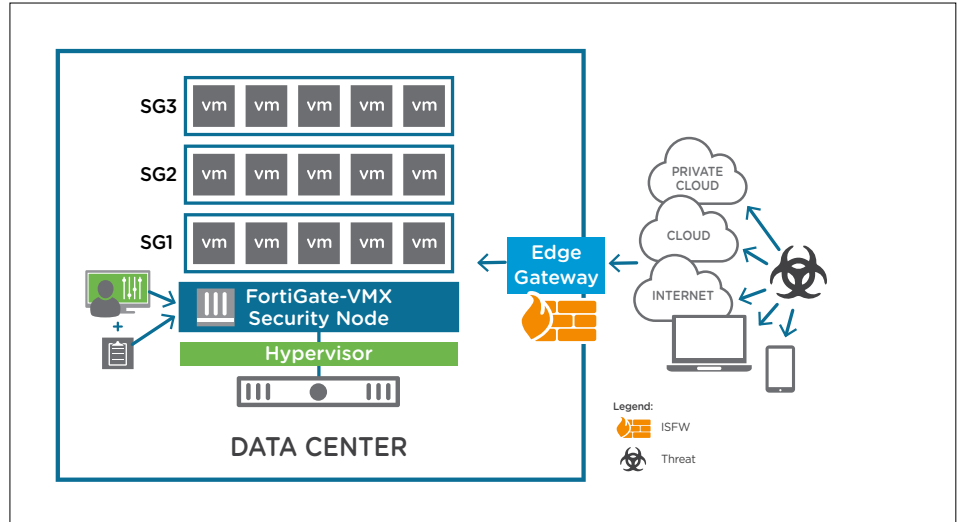 SG3
vm vm vm vm vm
SG2
vm vm vm vm vm
SG1
vm vm vm vm vm
FortiGate-VMX
Security Node
+
Hypervisor
DATA CENTER
Edge
Gateway
PRIVATE
CLOUD
CLOUD
INTERNET
Legend:
ISFW
Threat